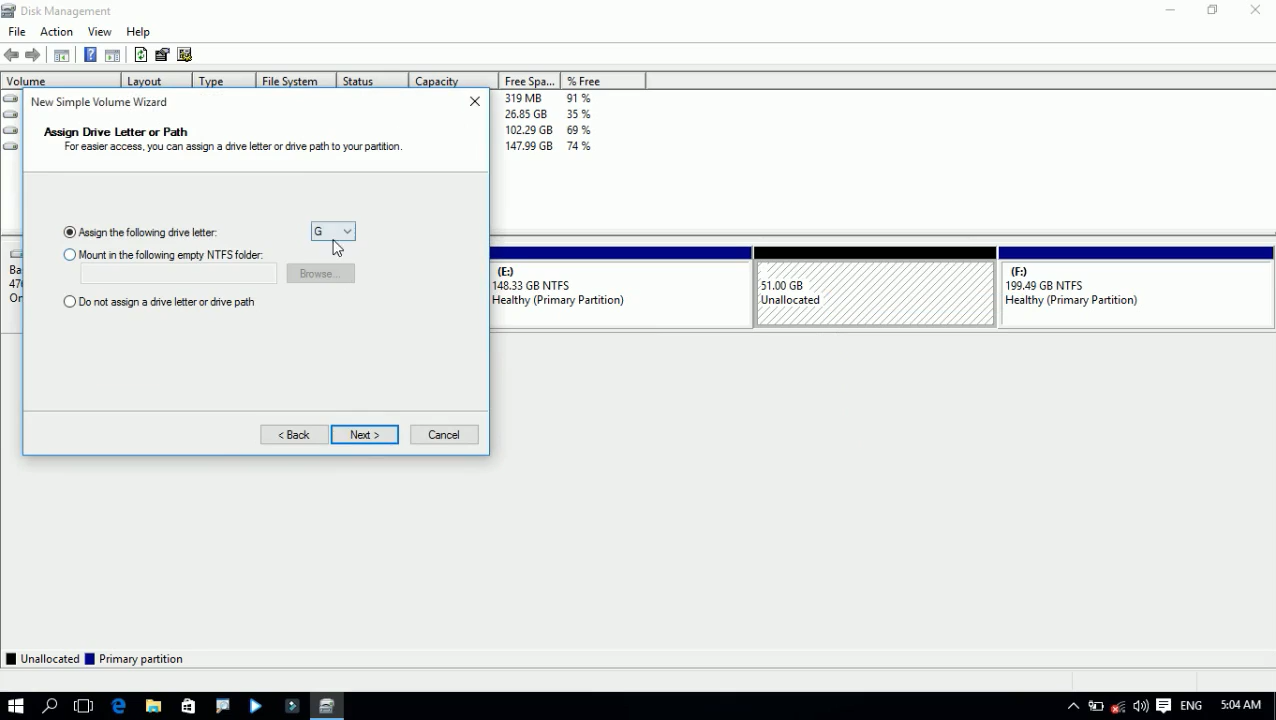 Disk Management
File Action View Help
Volume Layout Type File System Status Capacity Free Spa... % Free
319 MB 91 %
26.85 GB 35 %
102.29 GB 69 %
147.99 GB 74 %
New Simple Volume Wizard
Assign Drive Letter or Path
For easier access, you can assign a drive letter or drive path to your partition.
Assign the following drive letter: G
Mount in the following empty NTFS folder:
Browse...
Do not assign a drive letter or drive path
< Back Next > Cancel
Bas
476
On
(E:)
148.33 GB NTFS
Healthy (Primary Partition)
51.00 GB
Unallocated
(F:)
199.49 GB NTFS
Healthy (Primary Partition)
Unallocated Primary partition
ENG 5:04 AM